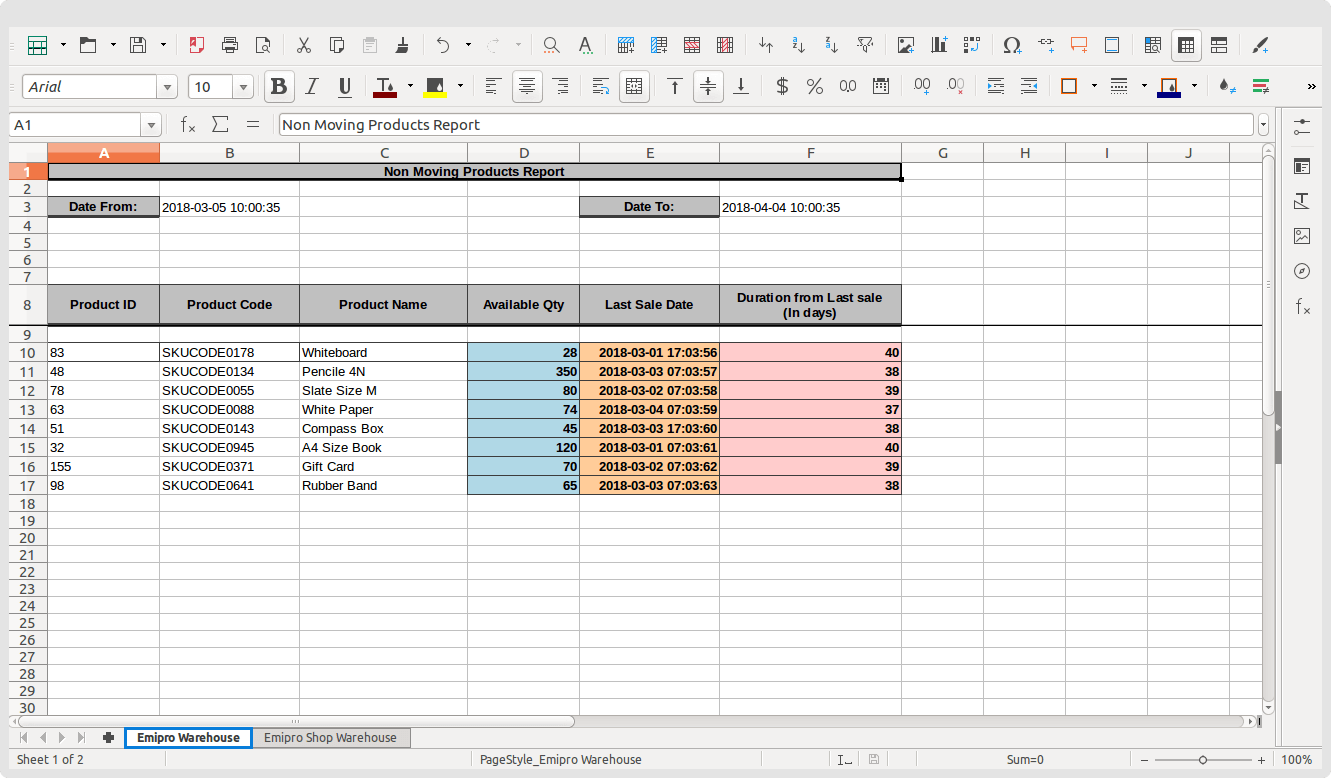 Arial 10 B I U $ % 0,0 .00 .00 »
A1 fx Σ = Non Moving Products Report
A B C D E F G H I J
1 Non Moving Products Report
2
3 Date From: 2018-03-05 10:00:35 Date To: 2018-04-04 10:00:35
4
5
6
7
8 Product ID Product Code Product Name Available Qty Last Sale Date Duration from Last sale
(In days)
9
10 83 SKUCODE0178 Whiteboard 28 2018-03-01 17:03:56 40
11 48 SKUCODE0134 Pencile 4N 350 2018-03-03 07:03:57 38
12 78 SKUCODE0055 Slate Size M 80 2018-03-02 07:03:58 39
13 63 SKUCODE0088 White Paper 74 2018-03-04 07:03:59 37
14 51 SKUCODE0143 Compass Box 45 2018-03-03 17:03:60 38
15 32 SKUCODE0945 A4 Size Book 120 2018-03-01 07:03:61 40
16 155 SKUCODE0371 Gift Card 70 2018-03-02 07:03:62 39
17 98 SKUCODE0641 Rubber Band 65 2018-03-03 07:03:63 38
18
19
20
21
22
23
24
25
26
27
28
29
30
Emipro Warehouse Emipro Shop Warehouse
Sheet 1 of 2 PageStyle_Emipro Warehouse Sum=0 100%